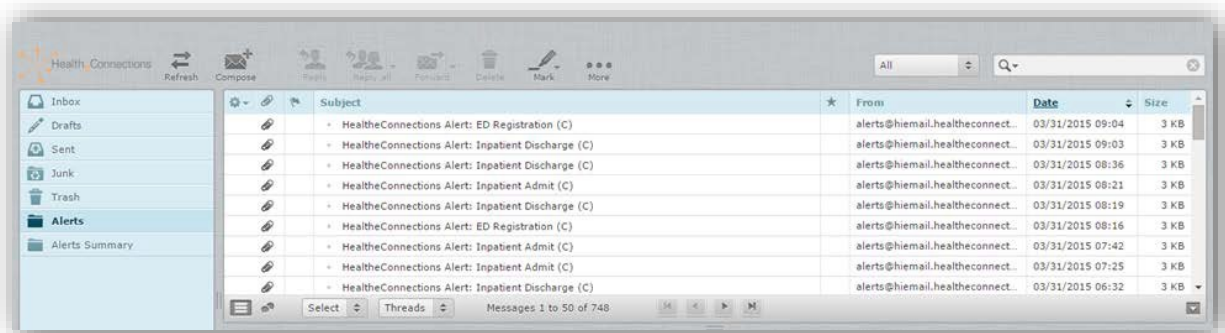 Health Connections
Refresh Compose Reply Reply all Forward Delete Mark More All
Inbox
Drafts
Sent
Junk
Trash
Alerts
Alerts Summary
Subject From Date Size
HealtheConnections Alert: ED Registration (C) alerts@hiemail.healtheconnect... 03/31/2015 09:04 3 KB
HealtheConnections Alert: Inpatient Discharge (C) alerts@hiemail.healtheconnect... 03/31/2015 09:03 3 KB
HealtheConnections Alert: Inpatient Discharge (C) alerts@hiemail.healtheconnect... 03/31/2015 08:36 3 KB
HealtheConnections Alert: Inpatient Admit (C) alerts@hiemail.healtheconnect... 03/31/2015 08:21 3 KB
HealtheConnections Alert: Inpatient Discharge (C) alerts@hiemail.healtheconnect... 03/31/2015 08:19 3 KB
HealtheConnections Alert: ED Registration (C) alerts@hiemail.healtheconnect... 03/31/2015 08:16 3 KB
HealtheConnections Alert: Inpatient Admit (C) alerts@hiemail.healtheconnect... 03/31/2015 07:42 3 KB
HealtheConnections Alert: Inpatient Admit (C) alerts@hiemail.healtheconnect... 03/31/2015 07:25 3 KB
HealtheConnections Alert: Inpatient Discharge (C) alerts@hiemail.healtheconnect... 03/31/2015 06:32 3 KB
Select Threads Messages 1 to 50 of 748